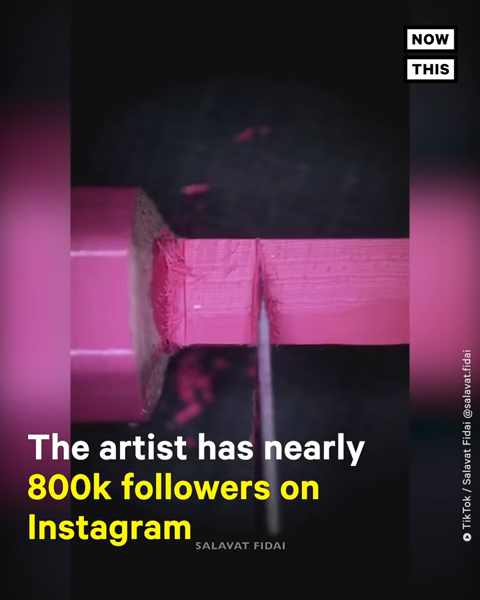 NOW
THIS
The artist has nearly
800k followers on
Instagram
SALAVAT FIDAI
TikTok / Salavat Fidai @salavat.fidai